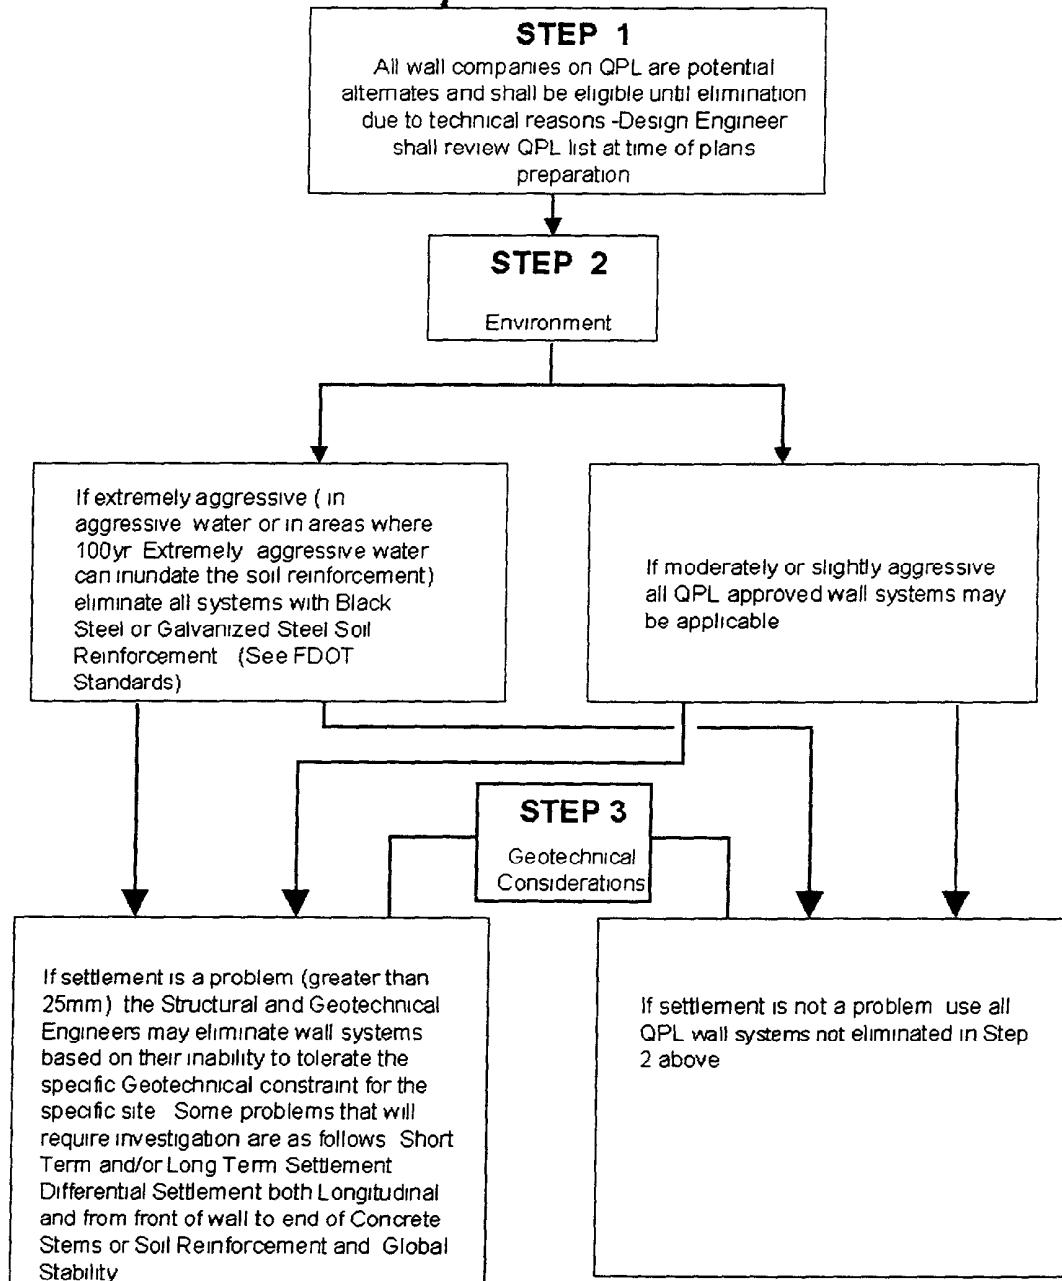 STEP 1
All wall companies on QPL are potential
alternates and shall be eligible until elimination
due to technical reasons -Design Engineer
shall review QPL list at time of plans
preparation
STEP 2
Environment
If extremely aggressive ( in
aggressive water or in areas where
100yr Extremely aggressive water
can inundate the soil reinforcement)
eliminate all systems with Black
Steel or Galvanized Steel Soil
Reinforcement (See FDOT
Standards)
If moderately or slightly aggressive
all QPL approved wall systems may
be applicable
STEP 3
Geotechnical
Considerations
If settlement is a problem (greater than
25mm) the Structural and Geotechnical
Engineers may eliminate wall systems
based on their inability to tolerate the
specific Geotechnical constraint for the
specific site Some problems that will
require investigation are as follows Short
Term and/or Long Term Settlement
Differential Settlement both Longitudinal
and from front of wall to end of Concrete
Stems or Soil Reinforcement and Global
Stability
If settlement is not a problem use all
QPL wall systems not eliminated in Step
2 above